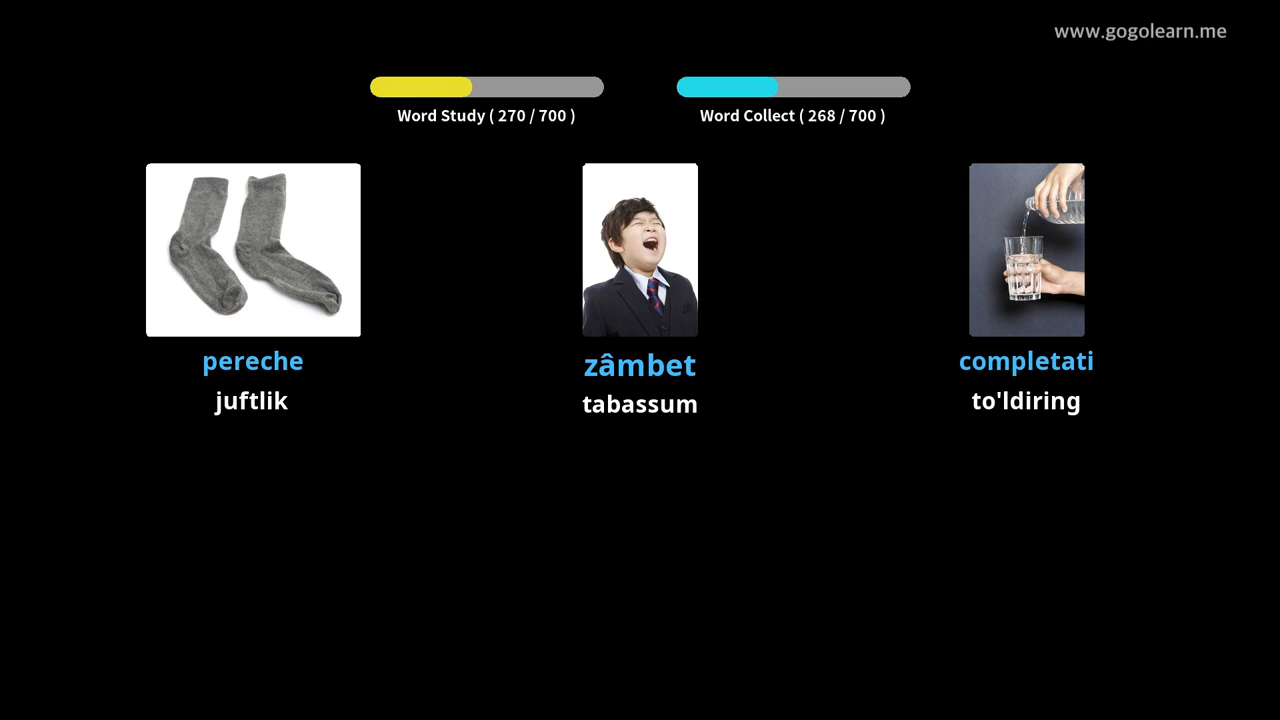 www.gogolearn.me
Word Study ( 270 / 700 )
Word Collect ( 268 / 700 )
pereche
juftlik
zâmbet
tabassum
completati
to'ldiring